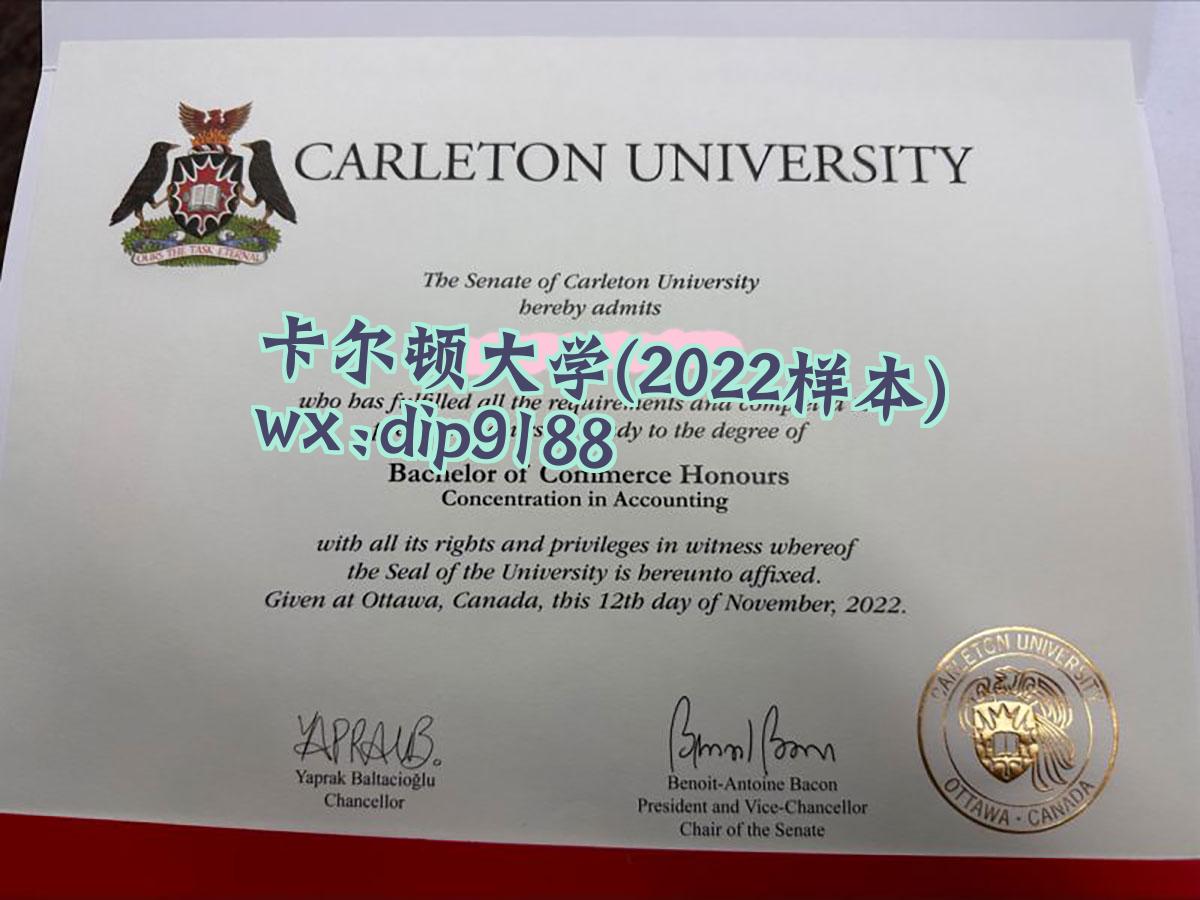 CARLETON UNIVERSITY
OURS THE TASK ETERNAL
The Senate of Carleton University
hereby admits
卡尔顿大学(2022样本)
who has fulfilled all the requirements and
wx:dip9188
to the degree of
Bachelor of Commerce Honours
Concentration in Accounting
with all its rights and privileges in witness whereof
the Seal of the University is hereunto affixed.
Given at Ottawa, Canada, this 12th day of November, 2022.
YAPRAK B.
Yaprak Baltacıoğlu
Chancellor
Benoit-Antoine Bacon
President and Vice-Chancellor
Chair of the Senate
CARLETON UNIVERSITY
OTTAWA · CANADA